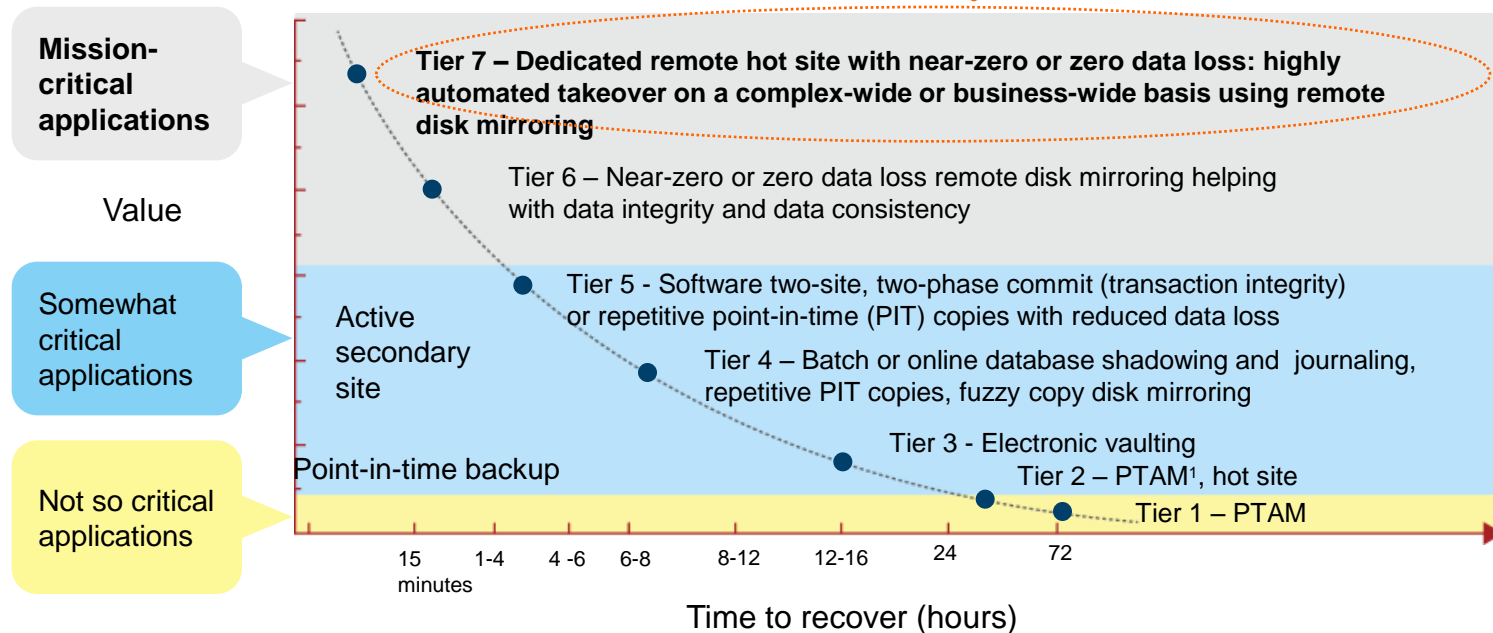 Mission-
critical
applications
Value
Somewhat
critical
applications
Not so critical
applications
Tier 7 – Dedicated remote hot site with near-zero or zero data loss: highly
automated takeover on a complex-wide or business-wide basis using remote
disk mirroring
Tier 6 – Near-zero or zero data loss remote disk mirroring helping
with data integrity and data consistency
Tier 5 - Software two-site, two-phase commit (transaction integrity)
or repetitive point-in-time (PIT) copies with reduced data loss
Active
secondary
site
Tier 4 – Batch or online database shadowing and journaling,
repetitive PIT copies, fuzzy copy disk mirroring
Tier 3 - Electronic vaulting
Point-in-time backup
Tier 2 – PTAM¹, hot site
Tier 1 – PTAM
15
minutes
1-4
4 -6
6-8
8-12
12-16
24
72
Time to recover (hours)